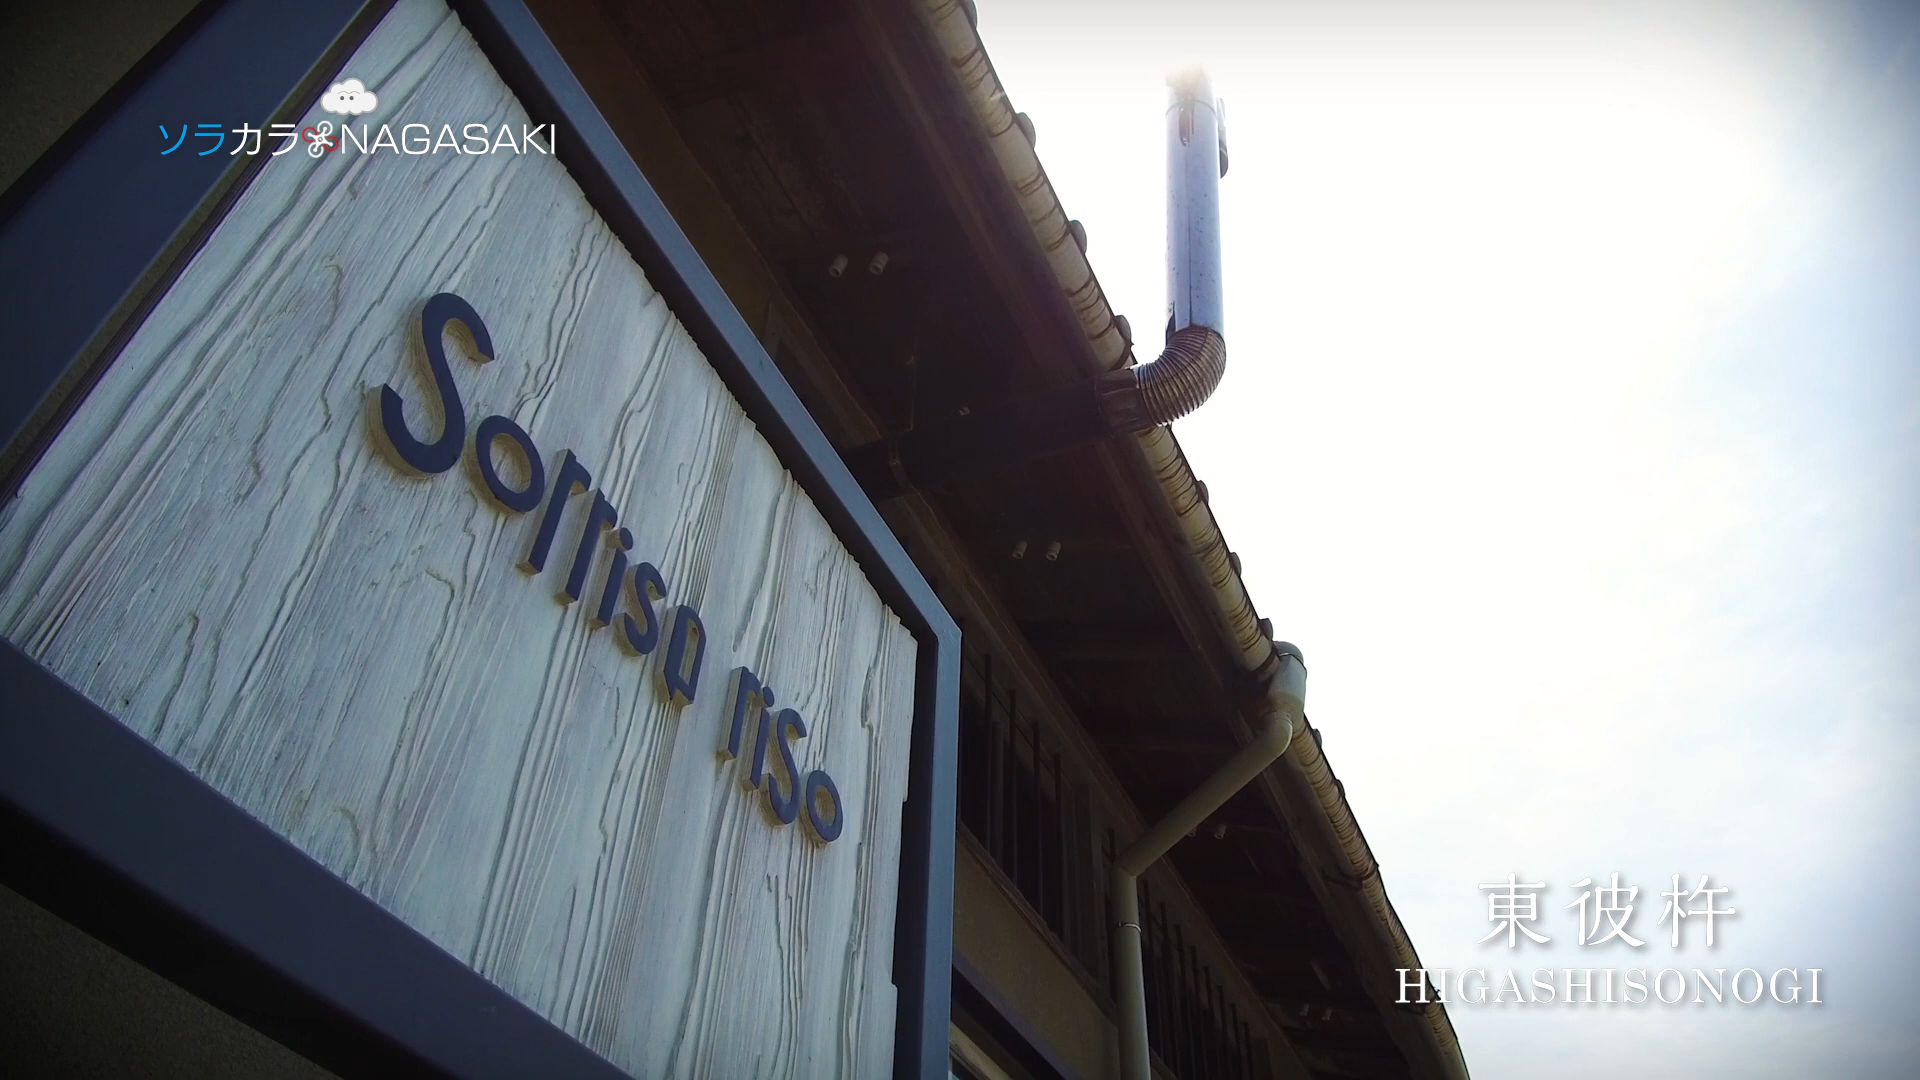 ソラカラNAGASAKI
Sorrisa riso
東彼杵
HIGASHISONOGI